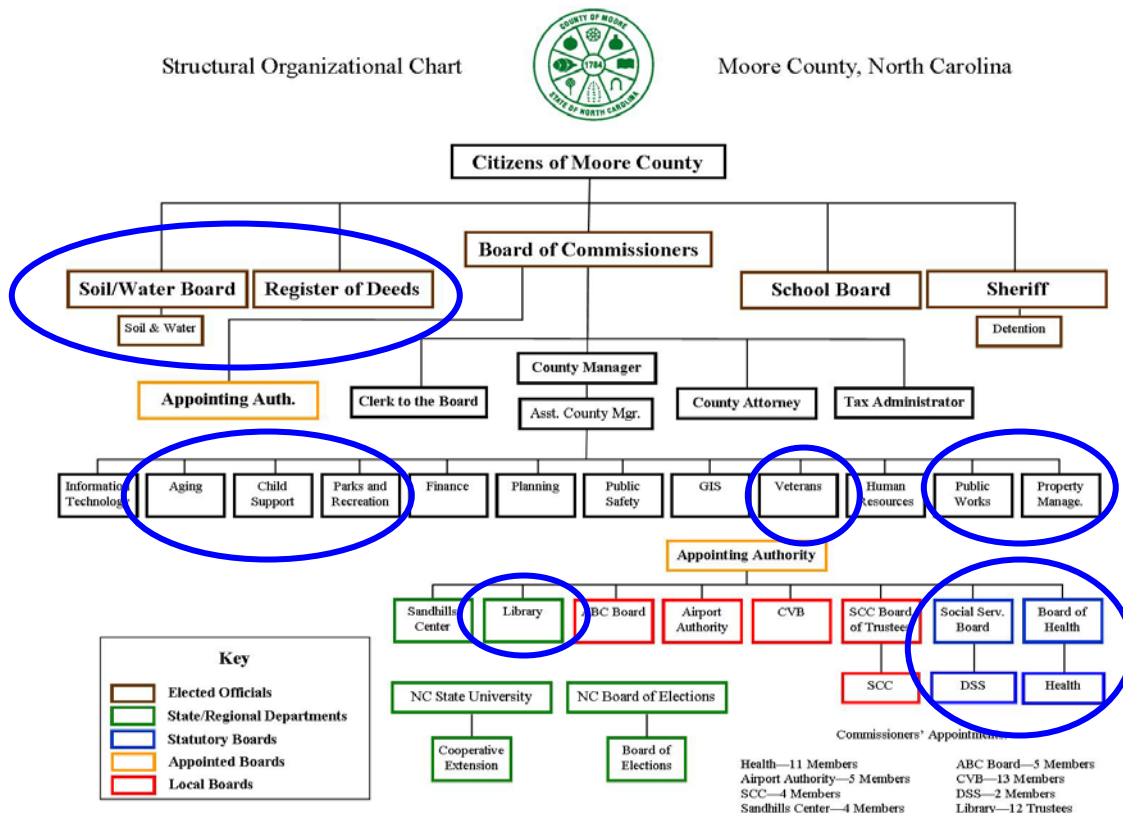 Structural Organizational Chart
COUNTY OF MOORE
1784
STATE OF NORTH CAROLINA
Moore County, North Carolina
Citizens of Moore County
Board of Commissioners
Soil/Water Board
Register of Deeds
School Board
Sheriff
Soil & Water
Detention
County Manager
Appointing Auth.
Clerk to the Board
Asst. County Mgr.
County Attorney
Tax Administrator
Information
Technology
Aging
Child
Support
Parks and
Recreation
Finance
Planning
Public
Safety
GIS
Veterans
Human
Resources
Public
Works
Property
Manage.
Appointing Authority
Sandhills
Center
Library
ABC Board
Airport
Authority
CVB
SCC Board
of Trustees
Social Serv.
Board
Board of
Health
SCC
DSS
Health
Key
Elected Officials
State/Regional Departments
Statutory Boards
Appointed Boards
Local Boards
NC State University
NC Board of Elections
Cooperative
Extension
Board of
Elections
Commissioners' Appointments
Health—11 Members
Airport Authority—5 Members
SCC—4 Members
Sandhills Center—4 Members
ABC Board—5 Members
CVB—13 Members
DSS—2 Members
Library—12 Trustees